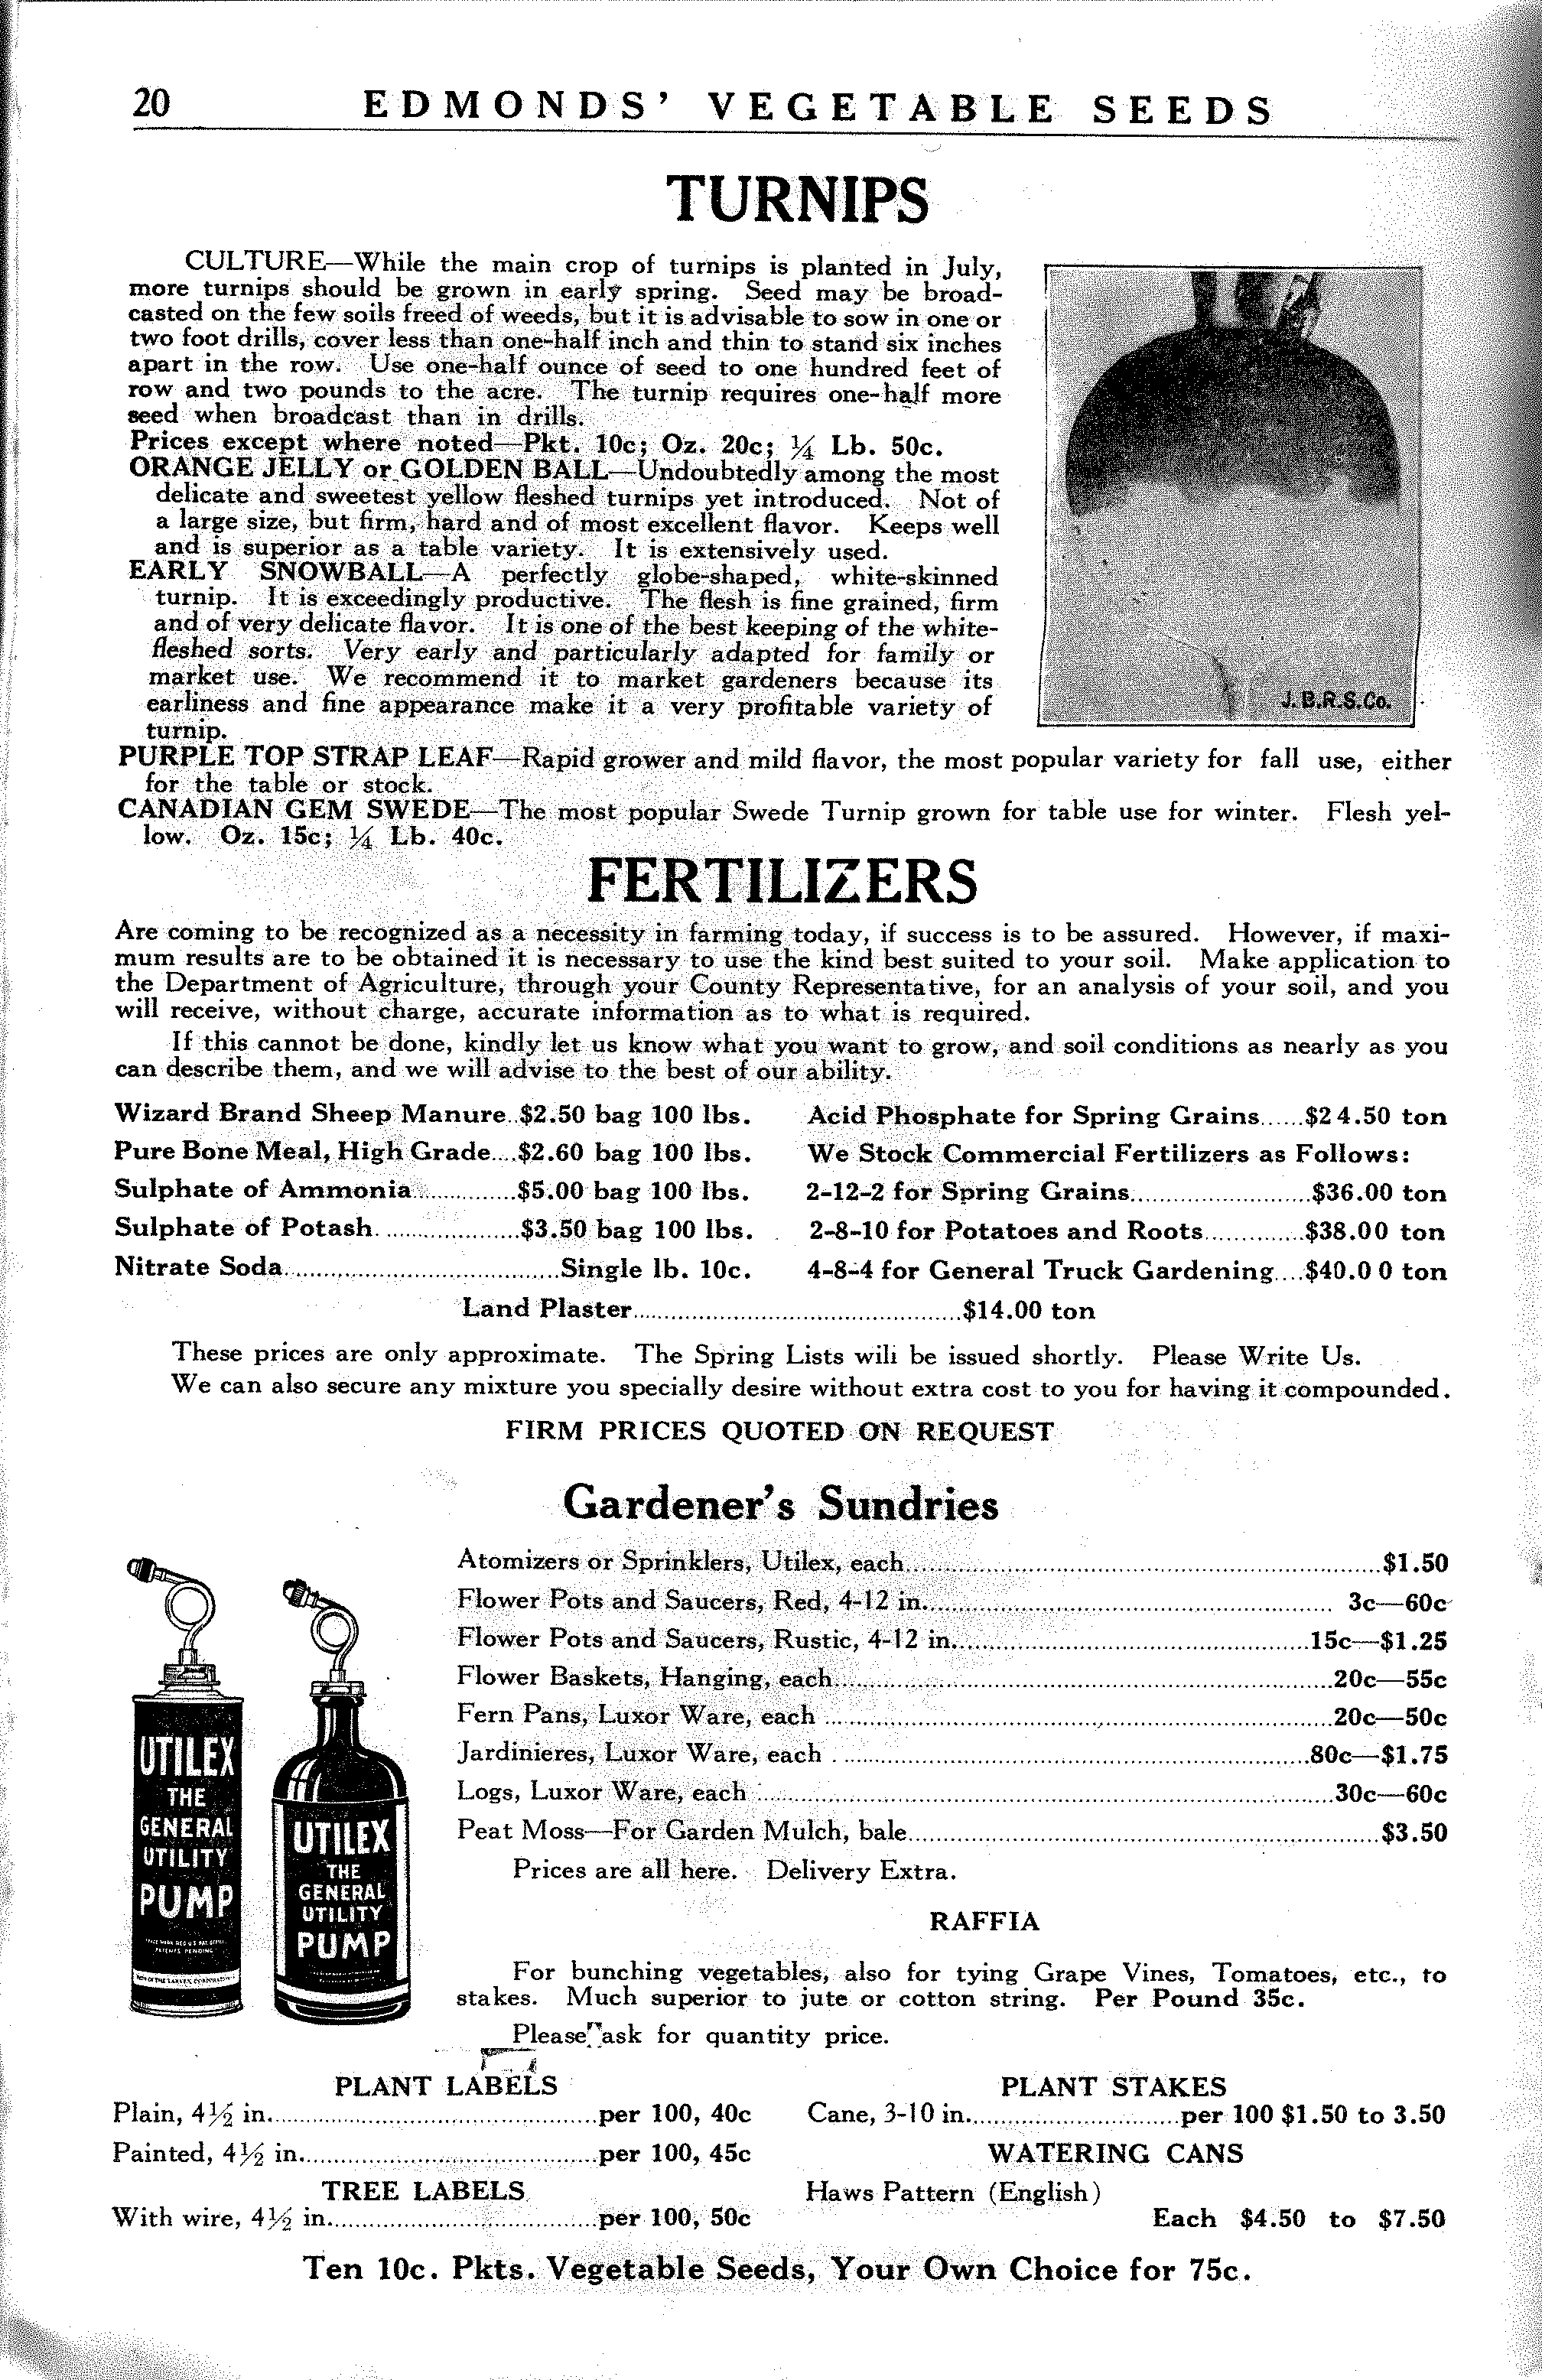 20 EDMONDS' VEGETABLE SEEDS
TURNIPS
CULTURE—While the main crop of turnips is planted in July,
more turnips should be grown in early spring. Seed may be broad-
casted on the few soils freed of weeds, but it is advisable to sow in one or
two foot drills, cover less than one-half inch and thin to stand six inches
apart in the row. Use one-half ounce of seed to one hundred feet of
row and two pounds to the acre. The turnip requires one-half more
seed when broadcast than in drills.
Prices except where noted—Pkt. 10c; Oz. 20c; ¼ Lb. 50c.
ORANGE JELLY or GOLDEN BALL—Undoubtedly among the most
delicate and sweetest yellow fleshed turnips yet introduced. Not of
a large size, but firm, hard and of most excellent flavor. Keeps well
and is superior as a table variety. It is extensively used.
EARLY SNOWBALL—A perfectly globe-shaped, white-skinned
turnip. It is exceedingly productive. The flesh is fine grained, firm
and of very delicate flavor. It is one of the best keeping of the white-
fleshed sorts. Very early and particularly adapted for family or
market use. We recommend it to market gardeners because its
earliness and fine appearance make it a very profitable variety of
turnip.
J.B.R.S.Co.
PURPLE TOP STRAP LEAF—Rapid grower and mild flavor, the most popular variety for fall use, either
for the table or stock.
CANADIAN GEM SWEDE—The most popular Swede Turnip grown for table use for winter. Flesh yel-
low. Oz. 15c; ¼ Lb. 40c.
FERTILIZERS
Are coming to be recognized as a necessity in farming today, if success is to be assured. However, if maxi-
mum results are to be obtained it is necessary to use the kind best suited to your soil. Make application to
the Department of Agriculture, through your County Representative, for an analysis of your soil, and you
will receive, without charge, accurate information as to what is required.
If this cannot be done, kindly let us know what you want to grow, and soil conditions as nearly as you
can describe them, and we will advise to the best of our ability.
Wizard Brand Sheep Manure..$2.50 bag 100 lbs.
Pure Bone Meal, High Grade....$2.60 bag 100 lbs.
Sulphate of Ammonia..............$5.00 bag 100 lbs.
Sulphate of Potash....................$3.50 bag 100 lbs.
Nitrate Soda......................................Single lb. 10c.
Acid Phosphate for Spring Grains......$24.50 ton
We Stock Commercial Fertilizers as Follows:
2-12-2 for Spring Grains.........................$36.00 ton
2-8-10 for Potatoes and Roots..............$38.00 ton
4-8-4 for General Truck Gardening....$40.00 ton
Land Plaster..............................................$14.00 ton
These prices are only approximate. The Spring Lists will be issued shortly. Please Write Us.
We can also secure any mixture you specially desire without extra cost to you for having it compounded.
FIRM PRICES QUOTED ON REQUEST
Gardener's Sundries
Atomizers or Sprinklers, Utilex, each..................................................$1.50
Flower Pots and Saucers, Red, 4-12 in.................................................. 3c—60c
Flower Pots and Saucers, Rustic, 4-12 in..................................................15c—$1.25
Flower Baskets, Hanging, each..................................................20c—55c
Fern Pans, Luxor Ware, each ..................................................20c—50c
Jardinieres, Luxor Ware, each ..................................................80c—$1.75
Logs, Luxor Ware, each ..................................................30c—60c
Peat Moss—For Garden Mulch, bale..................................................$3.50
Prices are all here. Delivery Extra.
UTILEX
THE
GENERAL
UTILITY
PUMP
UTILEX
THE
GENERAL
UTILITY
PUMP
RAFFIA
For bunching vegetables, also for tying Grape Vines, Tomatoes, etc., to
stakes. Much superior to jute or cotton string. Per Pound 35c.
Please ask for quantity price.
PLANT LABELS
Plain, 4½ in..............................................per 100, 40c
Painted, 4½ in..........................................per 100, 45c
TREE LABELS
With wire, 4½ in......................................per 100, 50c
PLANT STAKES
Cane, 3-10 in..............................per 100 $1.50 to 3.50
WATERING CANS
Haws Pattern (English)
Each $4.50 to $7.50
Ten 10c. Pkts. Vegetable Seeds, Your Own Choice for 75c.